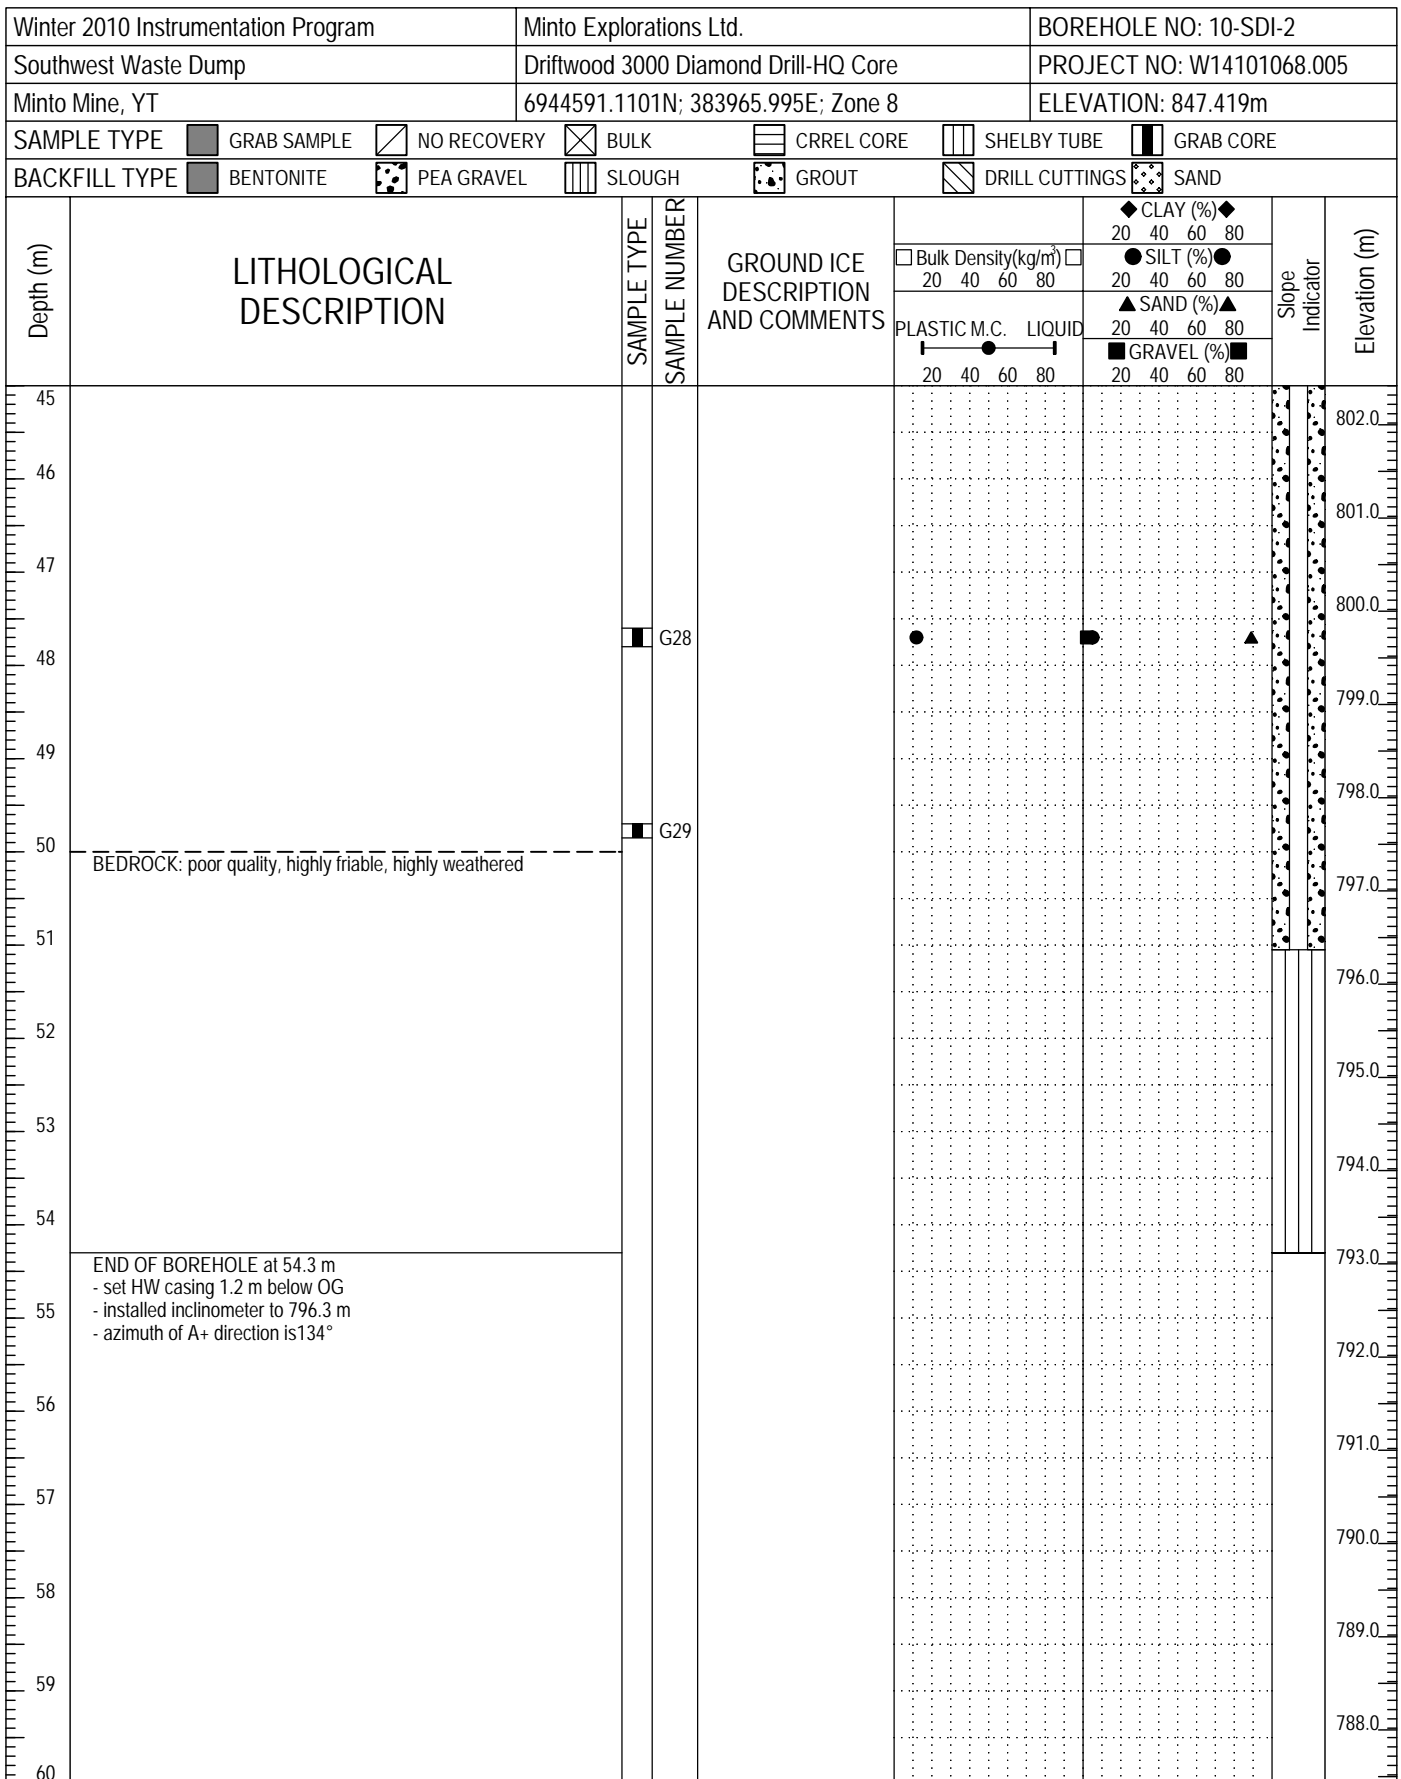 Winter 2010 Instrumentation Program
Minto Explorations Ltd.
BOREHOLE NO: 10-SDI-2
Southwest Waste Dump
Driftwood 3000 Diamond Drill-HQ Core
PROJECT NO: W14101068.005
Minto Mine, YT
6944591.1101N; 383965.995E; Zone 8
ELEVATION: 847.419m
SAMPLE TYPE GRAB SAMPLE NO RECOVERY BULK CRREL CORE SHELBY TUBE GRAB CORE
BACKFILL TYPE BENTONITE PEA GRAVEL SLOUGH GROUT DRILL CUTTINGS SAND
Depth (m)
LITHOLOGICAL
DESCRIPTION
SAMPLE TYPE
SAMPLE NUMBER
GROUND ICE
DESCRIPTION
AND COMMENTS
Bulk Density(kg/m³)
20 40 60 80
PLASTIC M.C. LIQUID
20 40 60 80
CLAY (%)
20 40 60 80
SILT (%)
20 40 60 80
SAND (%)
20 40 60 80
GRAVEL (%)
20 40 60 80
Slope
Indicator
Elevation (m)
45
802.0
46
801.0
47
800.0
G28
48
799.0
49
798.0
G29
50
BEDROCK: poor quality, highly friable, highly weathered
797.0
51
796.0
52
795.0
53
794.0
54
793.0
END OF BOREHOLE at 54.3 m
- set HW casing 1.2 m below OG
- installed inclinometer to 796.3 m
55
- azimuth of A+ direction is134°
792.0
56
791.0
57
790.0
58
789.0
59
788.0
60